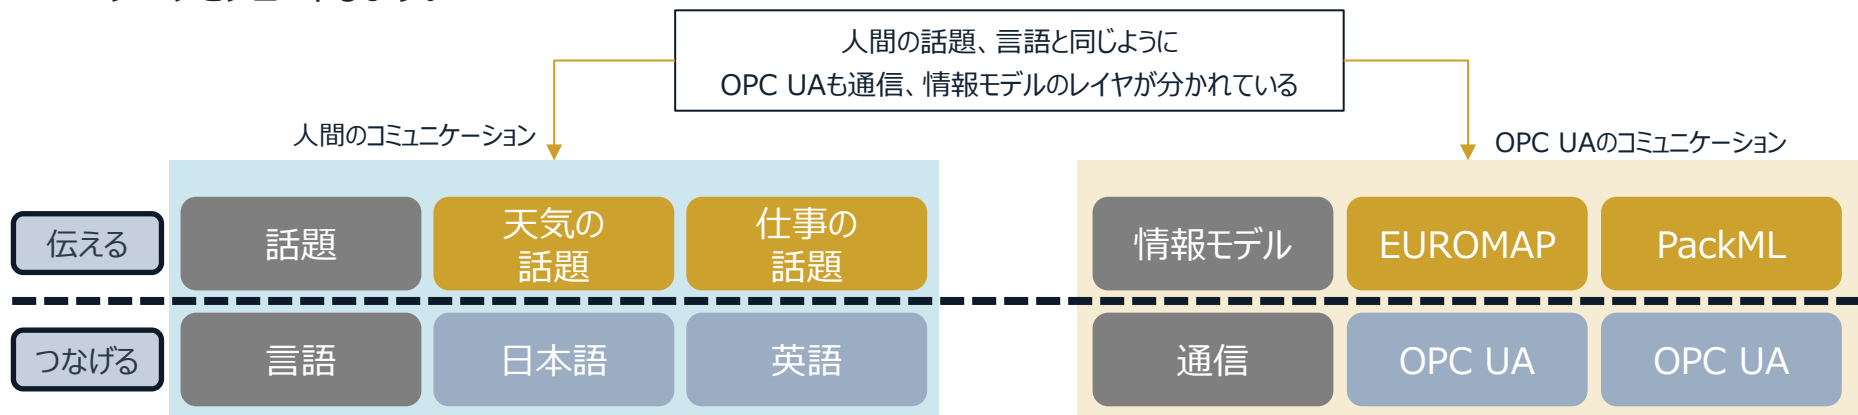 人間の話題、言語と同じように
OPC UAも通信、情報モデルのレイヤが分かれている
人間のコミュニケーション
OPC UAのコミュニケーション
伝える
話題
天気の
話題
仕事の
話題
情報モデル
EUROMAP
PackML
つなげる
言語
日本語
英語
通信
OPC UA
OPC UA